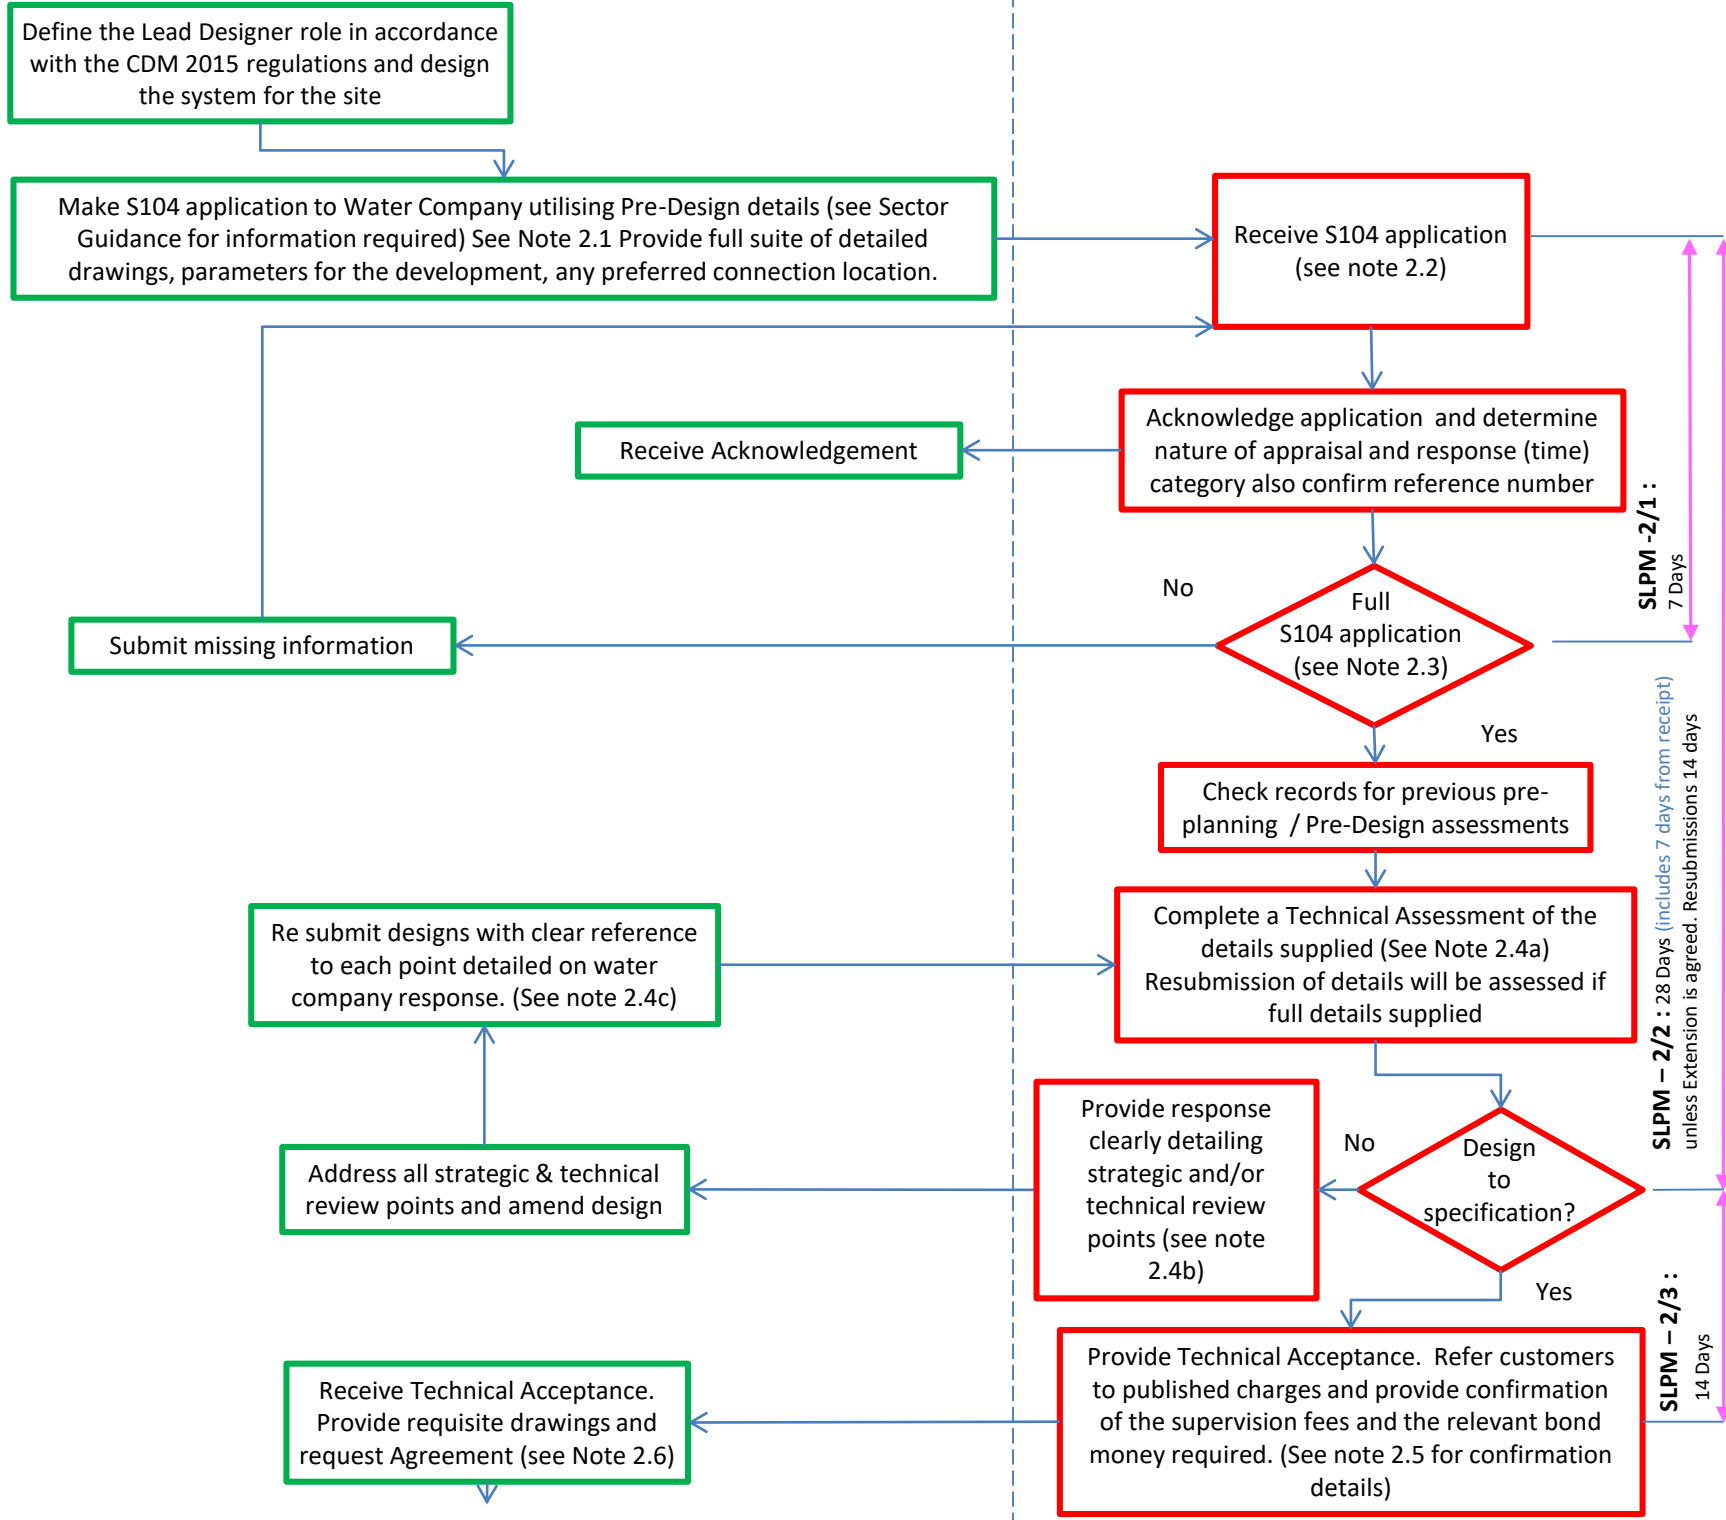 Define the Lead Designer role in accordance
with the CDM 2015 regulations and design
the system for the site
Make S104 application to Water Company utilising Pre-Design details (see Sector
Guidance for information required) See Note 2.1 Provide full suite of detailed
drawings, parameters for the development, any preferred connection location.
Receive S104 application
(see note 2.2)
Acknowledge application and determine
nature of appraisal and response (time)
category also confirm reference number
Receive Acknowledgement
SLPM -2/1 :
7 Days
No
Full
S104 application
(see Note 2.3)
Submit missing information
Yes
Check records for previous pre-
planning / Pre-Design assessments
SLPM – 2/2 : 28 Days (includes 7 days from receipt)
unless Extension is agreed. Resubmissions 14 days
Complete a Technical Assessment of the
details supplied (See Note 2.4a)
Resubmission of details will be assessed if
full details supplied
Re submit designs with clear reference
to each point detailed on water
company response. (See note 2.4c)
Provide response
clearly detailing
strategic and/or
technical review
points (see note
2.4b)
No
Design
to
specification?
Address all strategic & technical
review points and amend design
Yes
SLPM – 2/3 :
14 Days
Provide Technical Acceptance. Refer customers
to published charges and provide confirmation
of the supervision fees and the relevant bond
money required. (See note 2.5 for confirmation
details)
Receive Technical Acceptance.
Provide requisite drawings and
request Agreement (see Note 2.6)